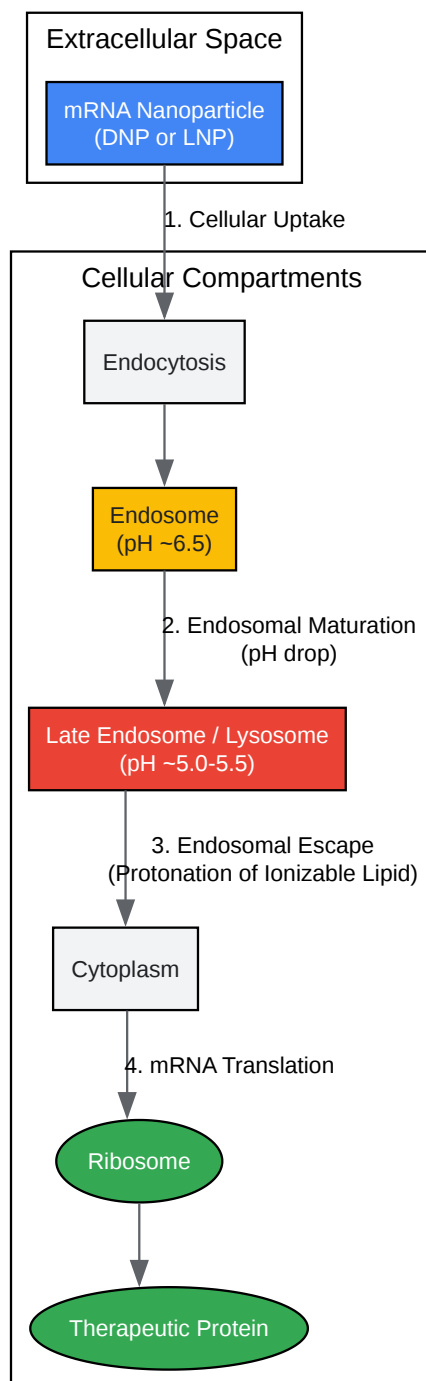 Extracellular Space
mRNA Nanoparticle
(DNP or LNP)
1. Cellular Uptake
Cellular Compartments
Endocytosis
Endosome
(pH ~6.5)
2. Endosomal Maturation
(pH drop)
Late Endosome / Lysosome
(pH ~5.0-5.5)
3. Endosomal Escape
(Protonation of Ionizable Lipid)
Cytoplasm
4. mRNA Translation
Ribosome
Therapeutic Protein